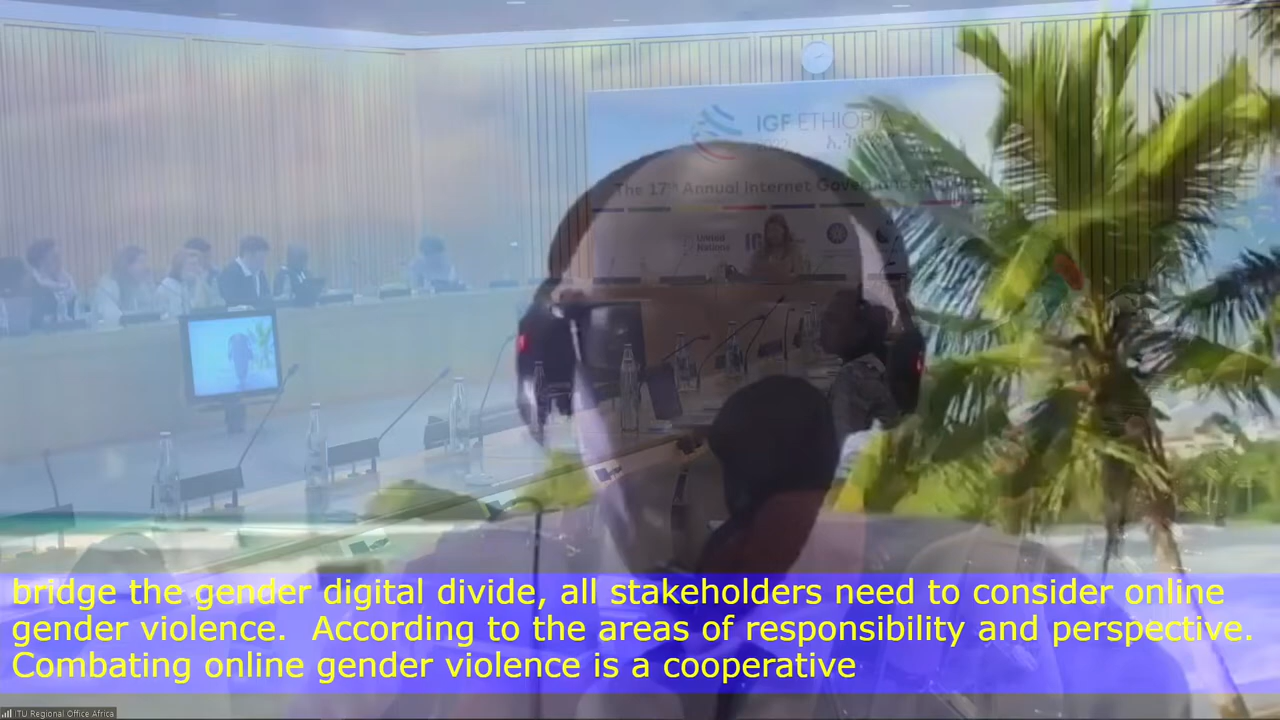 IGF ETHIOPIA
2022
The 17th Annual Internet Governance
United
Nations
bridge the gender digital divide, all stakeholders need to consider online
gender violence.  According to the areas of responsibility and perspective.
Combating online gender violence is a cooperative
ITU Regional Office Africa